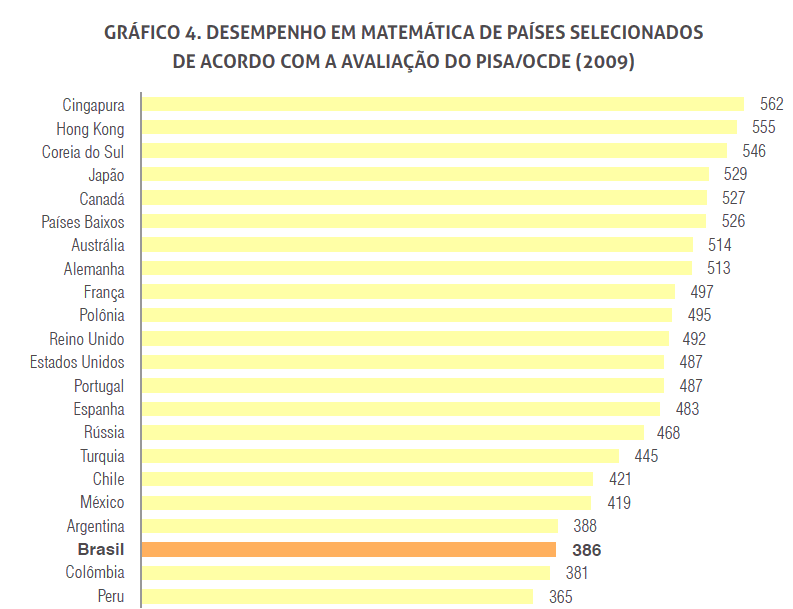 GRÁFICO 4. DESEMPENHO EM MATEMÁTICA DE PAÍSES SELECIONADOS
DE ACORDO COM A AVALIAÇÃO DO PISA/OCDE (2009)
Cingapura 562
Hong Kong 555
Coreia do Sul 546
Japão 529
Canadá 527
Países Baixos 526
Austrália 514
Alemanha 513
França 497
Polônia 495
Reino Unido 492
Estados Unidos 487
Portugal 487
Espanha 483
Rússia 468
Turquia 445
Chile 421
México 419
Argentina 388
Brasil 386
Colômbia 381
Peru 365